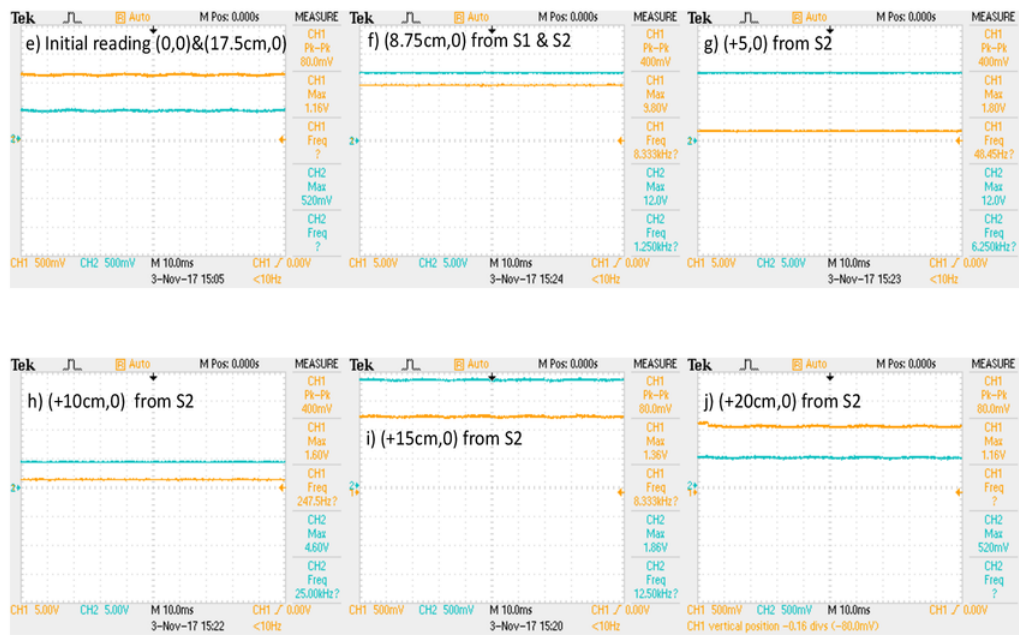 Tek Auto M Pos: 0.000s MEASURE
e) Initial reading (0,0)&(17.5cm,0)
CH1
Pk-Pk
80.0mV
CH1
Max
1.16V
CH1
Freq
?
2
CH2
Max
520mV
CH2
Freq
?
CH1 500mV CH2 500mV M 10.0ms CH1 / 0.00V
3-Nov-17 15:05 <10Hz
Tek Auto M Pos: 0.000s MEASURE
f) (8.75cm,0) from S1 & S2
CH1
Pk-Pk
400mV
CH1
Max
9.80V
CH1
Freq
8.333kHz?
2
CH2
Max
12.0V
CH2
Freq
1.250kHz?
CH1 5.00V CH2 5.00V M 10.0ms CH1 / 0.00V
3-Nov-17 15:24 <10Hz
Tek Auto M Pos: 0.000s MEASURE
g) (+5,0) from S2
CH1
Pk-Pk
400mV
CH1
Max
1.80V
CH1
Freq
48.45Hz?
2
CH2
Max
12.0V
CH2
Freq
6.250kHz?
CH1 5.00V CH2 5.00V M 10.0ms CH1 / 0.00V
3-Nov-17 15:23 <10Hz
Tek Auto M Pos: 0.000s MEASURE
h) (+10cm,0) from S2
CH1
Pk-Pk
400mV
CH1
Max
1.60V
CH1
Freq
247.5Hz?
2
CH2
Max
4.60V
CH2
Freq
25.00kHz?
CH1 5.00V CH2 5.00V M 10.0ms CH1 / 0.00V
3-Nov-17 15:22 <10Hz
Tek Auto M Pos: 0.000s MEASURE
i) (+15cm,0) from S2
CH1
Pk-Pk
80.0mV
CH1
Max
1.36V
CH1
Freq
8.333kHz?
2
1
CH2
Max
1.86V
CH2
Freq
12.50kHz?
CH1 500mV CH2 500mV M 10.0ms CH1 / 0.00V
3-Nov-17 15:20 <10Hz
Tek Auto M Pos: 0.000s MEASURE
j) (+20cm,0) from S2
CH1
Pk-Pk
80.0mV
CH1
Max
1.16V
CH1
Freq
?
2
1
CH2
Max
520mV
CH2
Freq
?
CH1 500mV CH2 500mV M 10.0ms CH1 / 0.00V
CH1 vertical position -0.16 divs (-80.0mV)